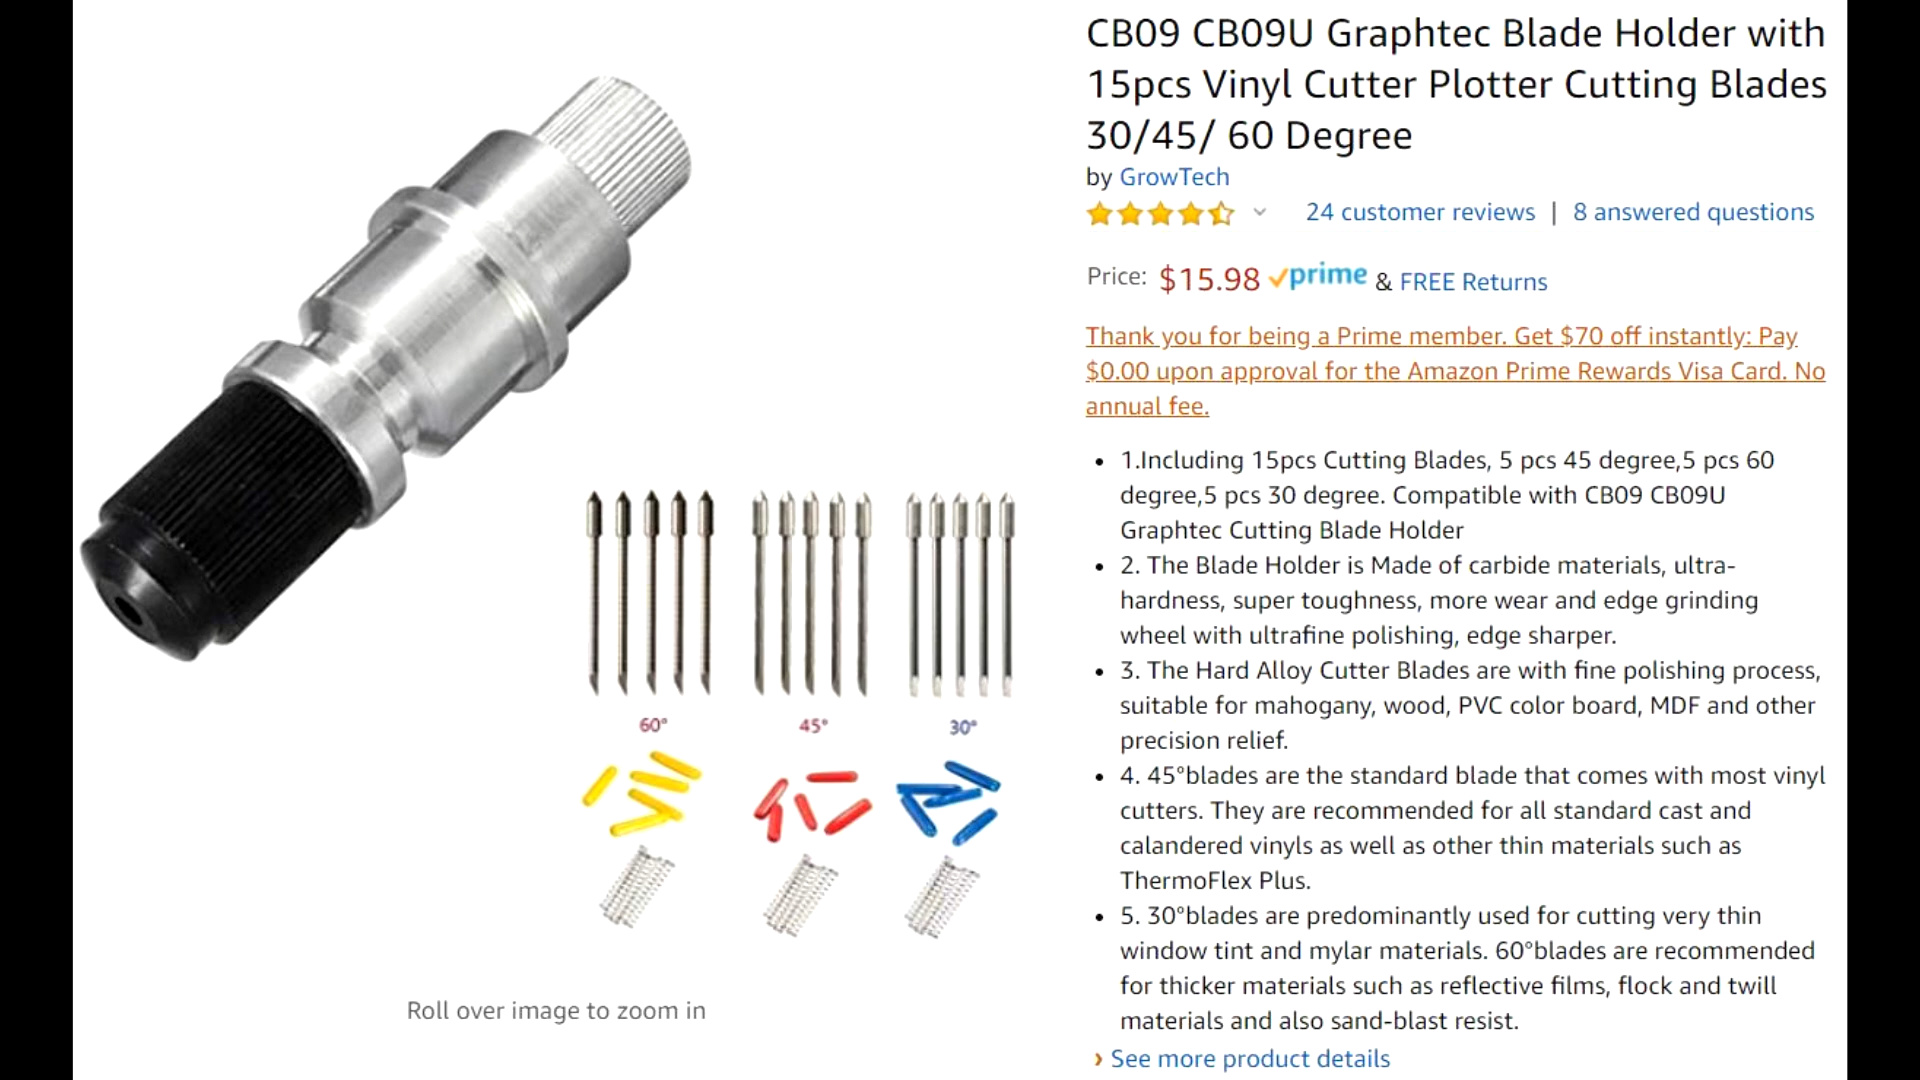 CB09 CB09U Graphtec Blade Holder with
15pcs Vinyl Cutter Plotter Cutting Blades
30/45/ 60 Degree
by GrowTech
24 customer reviews | 8 answered questions
Price: $15.98 prime & FREE Returns
Thank you for being a Prime member. Get $70 off instantly: Pay
$0.00 upon approval for the Amazon Prime Rewards Visa Card. No
annual fee.
• 1.Including 15pcs Cutting Blades, 5 pcs 45 degree,5 pcs 60
degree,5 pcs 30 degree. Compatible with CB09 CB09U
Graphtec Cutting Blade Holder
• 2. The Blade Holder is Made of carbide materials, ultra-
hardness, super toughness, more wear and edge grinding
wheel with ultrafine polishing, edge sharper.
• 3. The Hard Alloy Cutter Blades are with fine polishing process,
suitable for mahogany, wood, PVC color board, MDF and other
precision relief.
• 4. 45°blades are the standard blade that comes with most vinyl
cutters. They are recommended for all standard cast and
calandered vinyls as well as other thin materials such as
ThermoFlex Plus.
• 5. 30°blades are predominantly used for cutting very thin
window tint and mylar materials. 60°blades are recommended
for thicker materials such as reflective films, flock and twill
materials and also sand-blast resist.
› See more product details
60° 45° 30°
Roll over image to zoom in